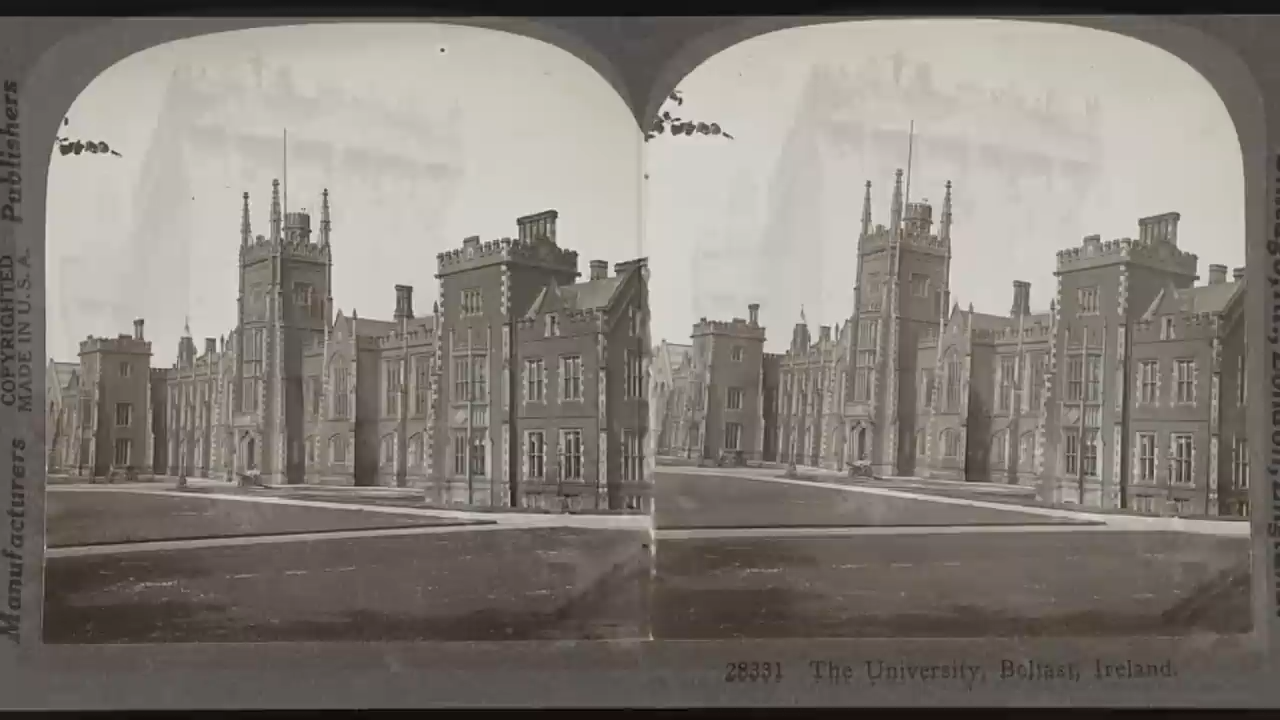 Manufacturers Publishers
COPYRIGHTED
MADE IN U.S.A.
28331 The University, Belfast, Ireland.